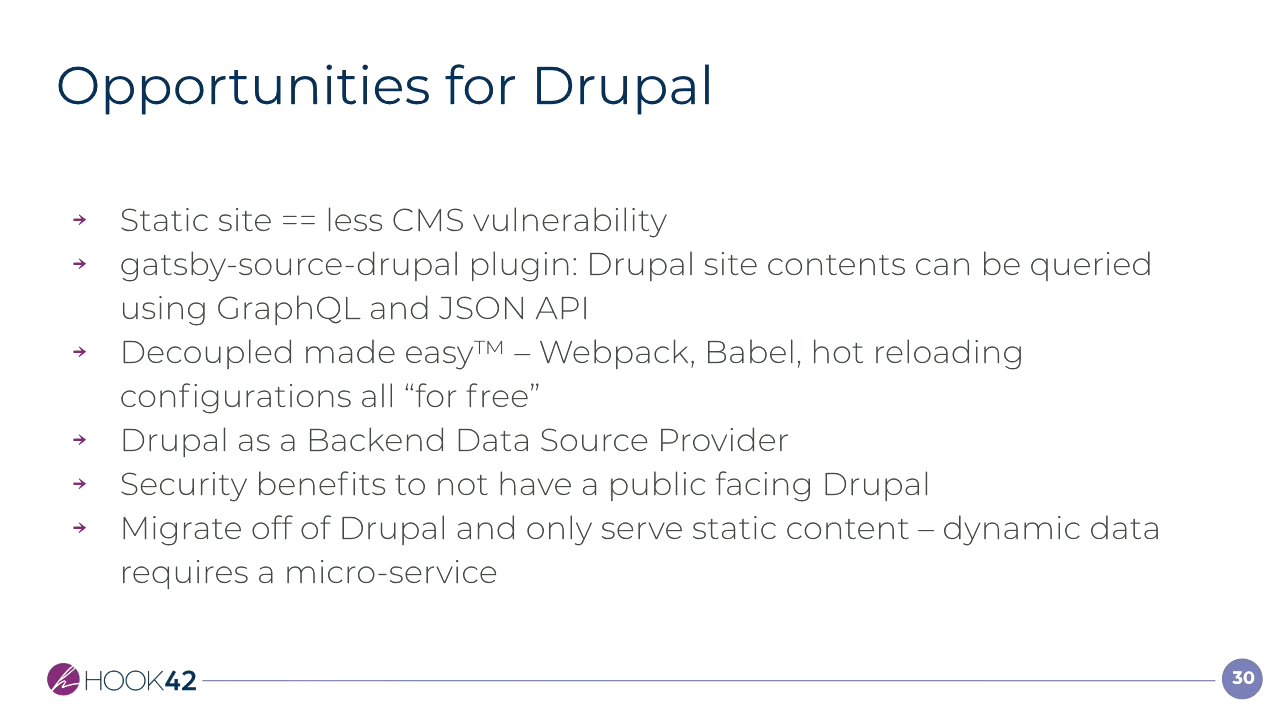 Opportunities for Drupal
→ Static site == less CMS vulnerability
→ gatsby-source-drupal plugin: Drupal site contents can be queried
using GraphQL and JSON API
→ Decoupled made easy™ – Webpack, Babel, hot reloading
configurations all “for free”
→ Drupal as a Backend Data Source Provider
→ Security benefits to not have a public facing Drupal
→ Migrate off of Drupal and only serve static content – dynamic data
requires a micro-service
HOOK42
30